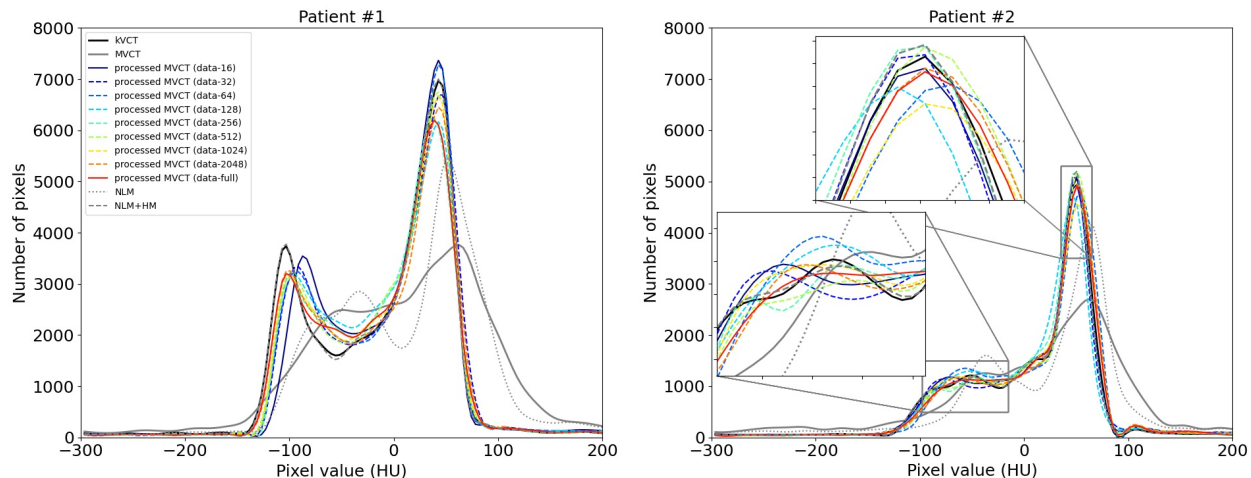 Patient #1
8000
7000
6000
5000
4000
3000
2000
1000
0
Number of pixels
kVCT
MVCT
processed MVCT (data-16)
processed MVCT (data-32)
processed MVCT (data-64)
processed MVCT (data-128)
processed MVCT (data-256)
processed MVCT (data-512)
processed MVCT (data-1024)
processed MVCT (data-2048)
processed MVCT (data-full)
NLM
NLM+HM
−300 −200 −100 0 100 200
Pixel value (HU)
Patient #2
8000
7000
6000
5000
4000
3000
2000
1000
0
Number of pixels
−300 −200 −100 0 100 200
Pixel value (HU)